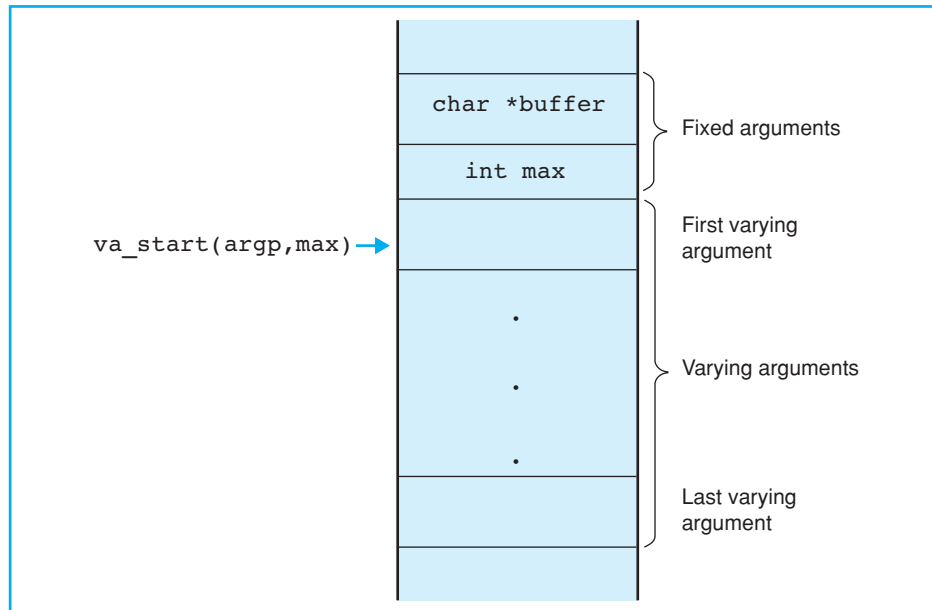 char *buffer
Fixed arguments
int max
va_start(argp,max)
First varying
argument
.
.
Varying arguments
.
Last varying
argument